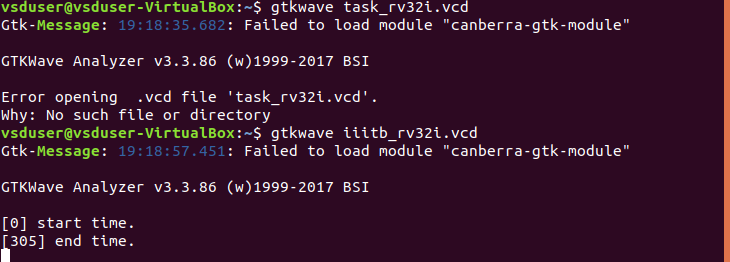 vsduser@vsduser-VirtualBox:~$ gtkwave task_rv32i.vcd
Gtk-Message: 19:18:35.682: Failed to load module "canberra-gtk-module"
GTKWave Analyzer v3.3.86 (w)1999-2017 BSI
Error opening  .vcd file 'task_rv32i.vcd'.
Why: No such file or directory
vsduser@vsduser-VirtualBox:~$ gtkwave iiitb_rv32i.vcd
Gtk-Message: 19:18:57.451: Failed to load module "canberra-gtk-module"
GTKWave Analyzer v3.3.86 (w)1999-2017 BSI
[0] start time.
[305] end time.